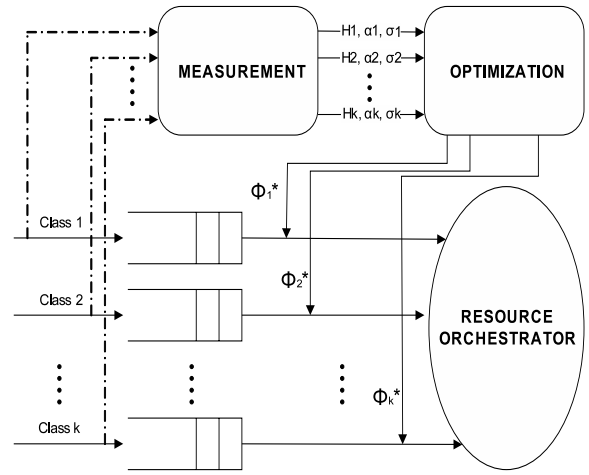 H1, α1, σ1
MEASUREMENT
H2, α2, σ2
OPTIMIZATION
Hk, αk, σk
Φ1*
Class 1
Φ2*
Class 2
RESOURCE
ORCHESTRATOR
Φk*
Class k